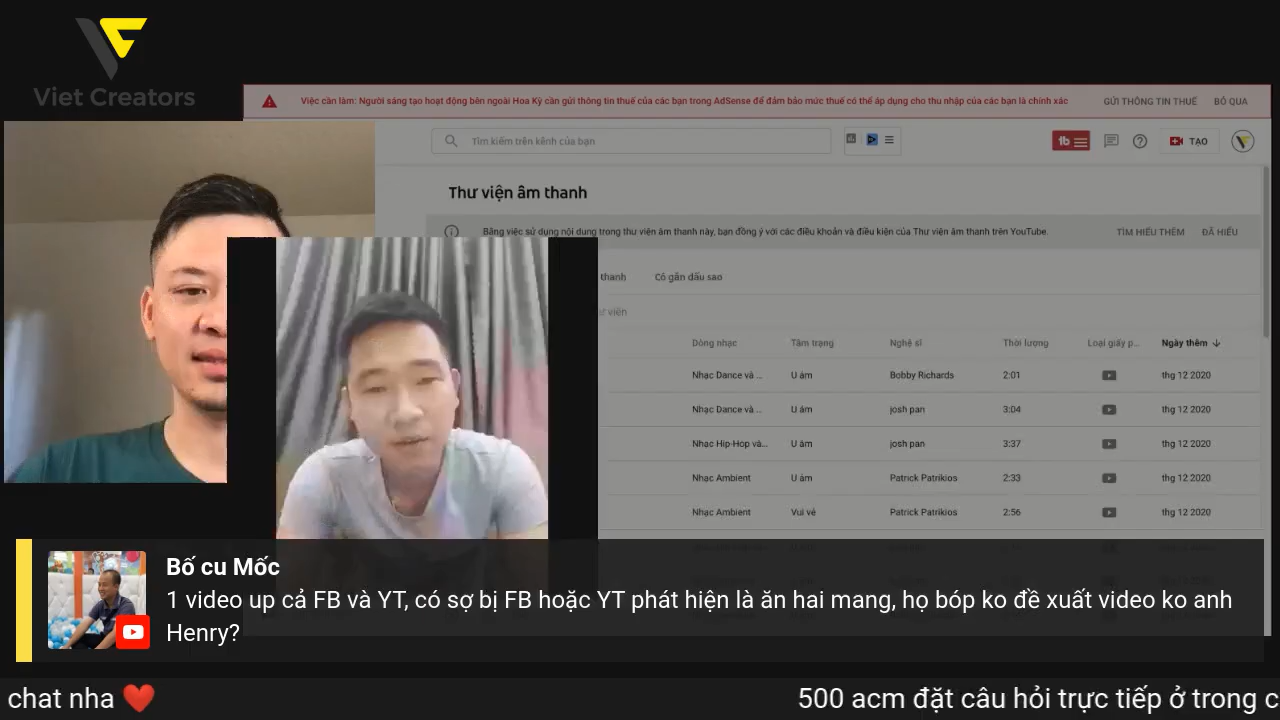 Viet Creators
Việc cần làm: Người sáng tạo hoạt động bên ngoài Hoa Kỳ cần gửi thông tin thuế của các bạn trong AdSense để đảm bảo mức thuế có thể áp dụng cho thu nhập của các bạn là chính xác GỬI THÔNG TIN THUẾ BỎ QUA
Tìm kiếm trên kênh của bạn TẠO
Thư viện âm thanh
Bằng việc sử dụng nội dung trong thư viện âm thanh này, bạn đồng ý với các điều khoản và điều kiện của Thư viện âm thanh trên YouTube. TÌM HIỂU THÊM ĐÃ HIỂU
thanh Có gắn dấu sao
ư viện
Dòng nhạc Tâm trạng Nghệ sĩ Thời lượng Loại giấy p... Ngày thêm
Nhạc Dance và ... U ám Bobby Richards 2:01 thg 12 2020
Nhạc Dance và ... U ám josh pan 3:04 thg 12 2020
Nhạc Hip-Hop và... U ám josh pan 3:37 thg 12 2020
Nhạc Ambient U ám Patrick Patrikios 2:33 thg 12 2020
Nhạc Ambient Vui vẻ Patrick Patrikios 2:56 thg 12 2020
Bố cu Mốc
1 video up cả FB và YT, có sợ bị FB hoặc YT phát hiện là ăn hai mang, họ bóp ko đề xuất video ko anh
Henry?
chat nha ❤️ 500 acm đặt câu hỏi trực tiếp ở trong c